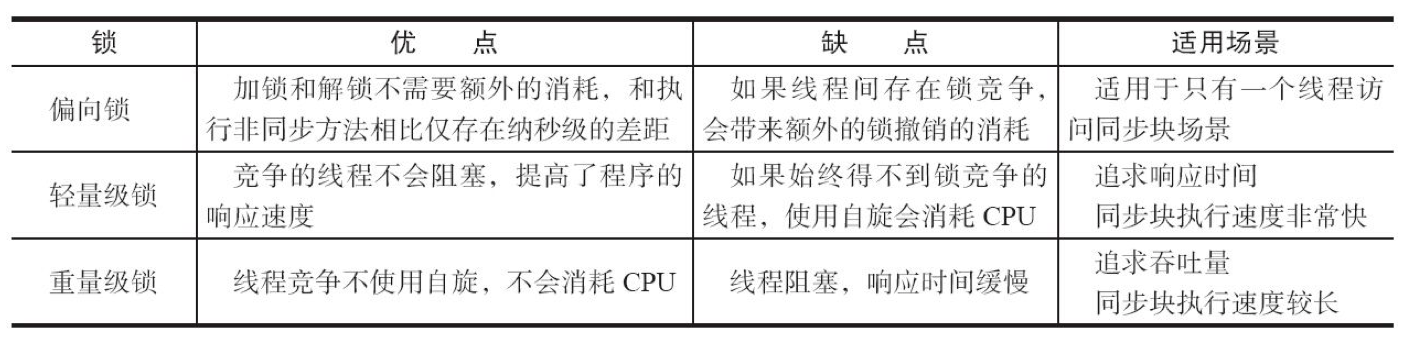 锁 优 点 缺 点 适用场景
偏向锁 加锁和解锁不需要额外的消耗，和执 如果线程间存在锁竞争， 适用于只有一个线程访
行非同步方法相比仅存在纳秒级的差距 会带来额外的锁撤销的消耗 问同步块场景
轻量级锁 竞争的线程不会阻塞，提高了程序的 如果始终得不到锁竞争的 追求响应时间
响应速度 线程，使用自旋会消耗 CPU 同步块执行速度非常快
重量级锁 线程竞争不使用自旋，不会消耗 CPU 线程阻塞，响应时间缓慢 追求吞吐量
同步块执行速度较长